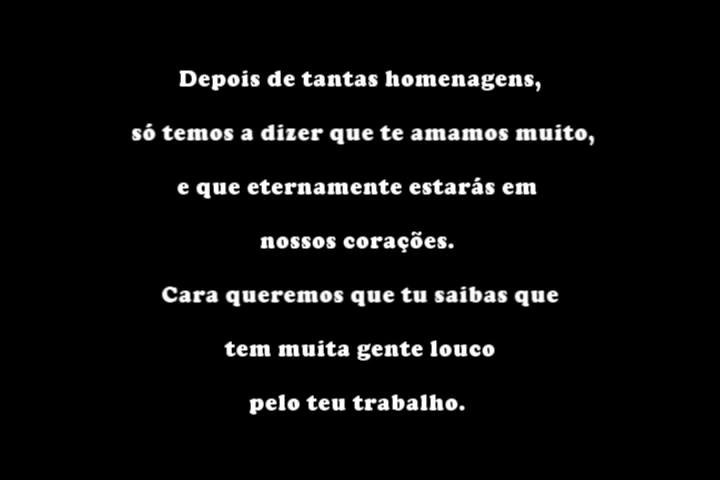 Depois de tantas homenagens,
só temos a dizer que te amamos muito,
e que eternamente estarás em
nossos corações.
Cara queremos que tu saibas que
tem muita gente louco
pelo teu trabalho.